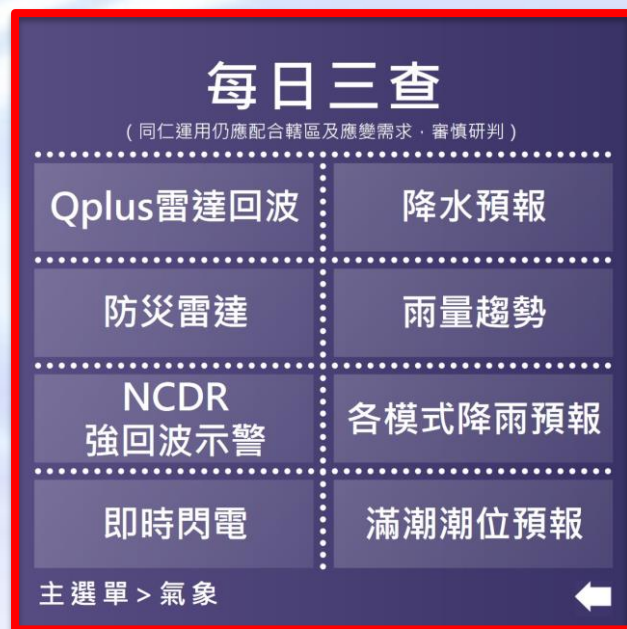 每日三查
(同仁運用仍應配合轄區及應變需求，審慎研判)
Qplus雷達回波
降水預報
防災雷達
雨量趨勢
NCDR
強回波示警
各模式降雨預報
即時閃電
滿潮潮位預報
主選單>氣象